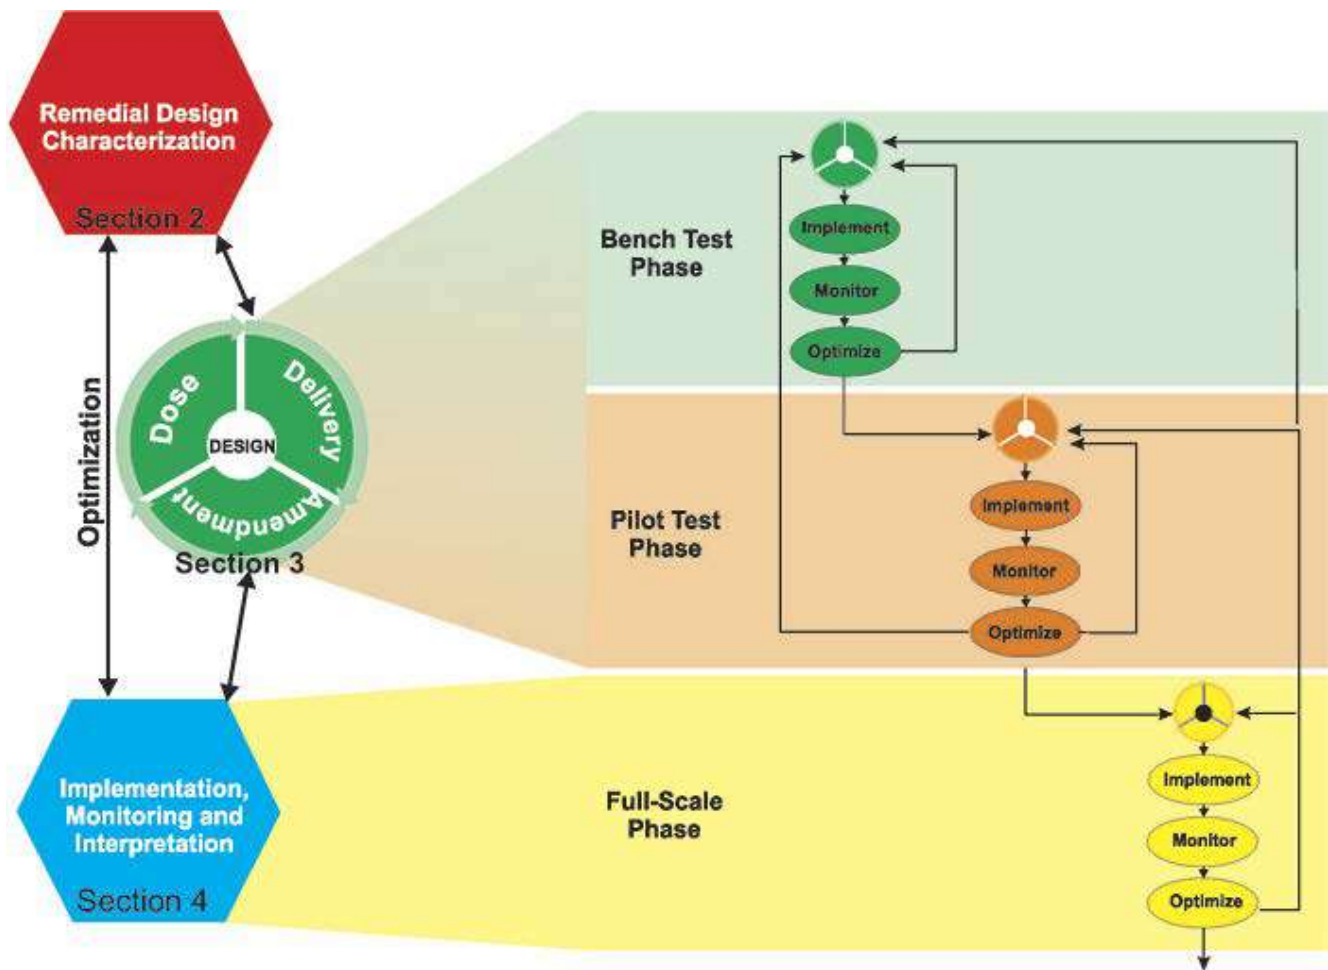 Remedial Design
Characterization
Section 2
Optimization
Dose
Delivery
Amendment
DESIGN
Section 3
Implementation,
Monitoring and
Interpretation
Section 4
Bench Test
Phase
Implement
Monitor
Optimize
Pilot Test
Phase
Implement
Monitor
Optimize
Full-Scale
Phase
Implement
Monitor
Optimize